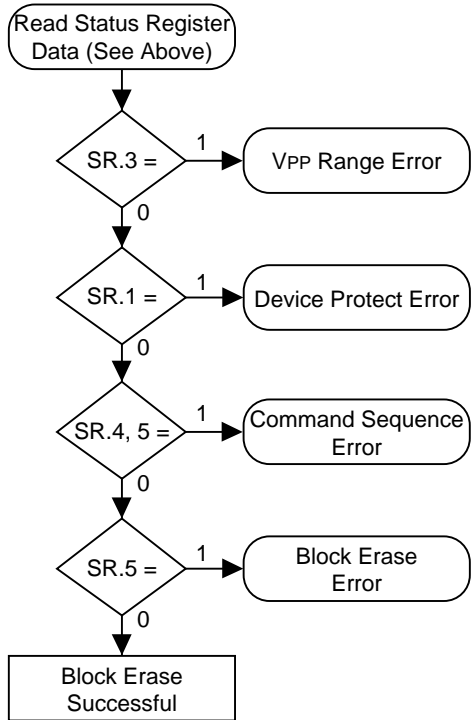 Read Status Register
Data (See Above)
SR.3 =
1
VPP Range Error
0
SR.1 =
1
Device Protect Error
0
SR.4, 5 =
1
Command Sequence
Error
0
SR.5 =
1
Block Erase
Error
0
Block Erase
Successful